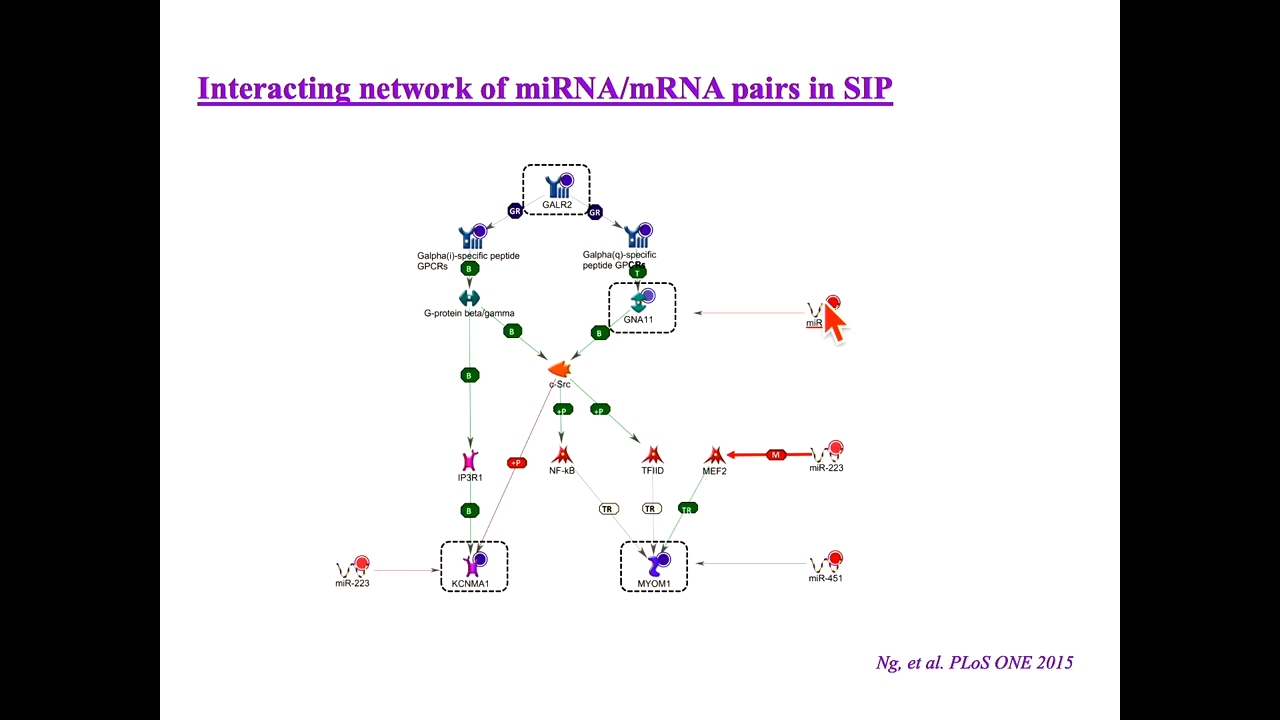 Interacting network of miRNA/mRNA pairs in SIP
GALR2
GR
GR
Galpha(i)-specific peptide
GPCRs
Galpha(q)-specific
peptide GPCRs
B
T
G-protein beta/gamma
GNA11
miR
B
B
c-Src
B
+P
+P
+P
IP3R1
NF-kB
TFIID
MEF2
M
miR-223
B
TR
TR
TR
miR-223
KCNMA1
MYOM1
miR-451
Ng, et al. PLoS ONE 2015